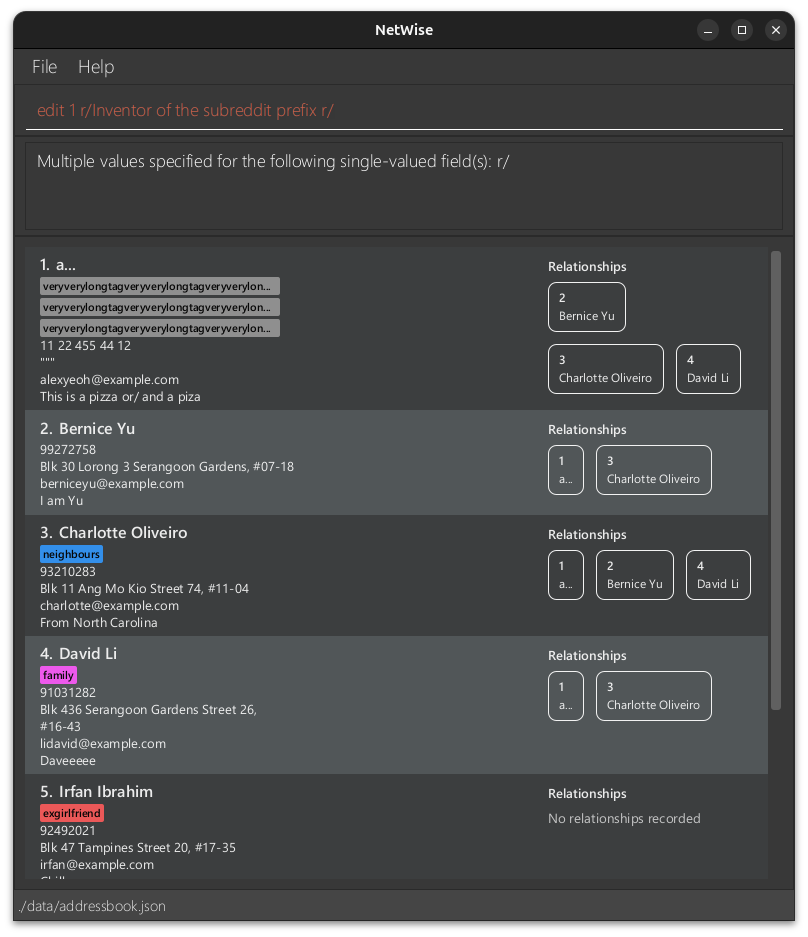 NetWise
File Help
edit 1 r/Inventor of the subreddit prefix r/
Multiple values specified for the following single-valued field(s): r/
1. a...
veryverylongtagveryverylongtagveryverylon...
veryverylongtagveryverylongtagveryverylon...
veryverylongtagveryverylongtagveryverylon...
11 22 455 44 12
"""
alexyeoh@example.com
This is a pizza or/ and a piza
Relationships
2
Bernice Yu
3
Charlotte Oliveiro
4
David Li
2. Bernice Yu
99272758
Blk 30 Lorong 3 Serangoon Gardens, #07-18
berniceyu@example.com
I am Yu
Relationships
1
a...
3
Charlotte Oliveiro
3. Charlotte Oliveiro
neighbours
93210283
Blk 11 Ang Mo Kio Street 74, #11-04
charlotte@example.com
From North Carolina
Relationships
1
a...
2
Bernice Yu
4
David Li
4. David Li
family
91031282
Blk 436 Serangoon Gardens Street 26,
#16-43
lidavid@example.com
Daveeeee
Relationships
1
a...
3
Charlotte Oliveiro
5. Irfan Ibrahim
exgirlfriend
92492021
Blk 47 Tampines Street 20, #17-35
irfan@example.com
Relationships
No relationships recorded
./data/addressbook.json